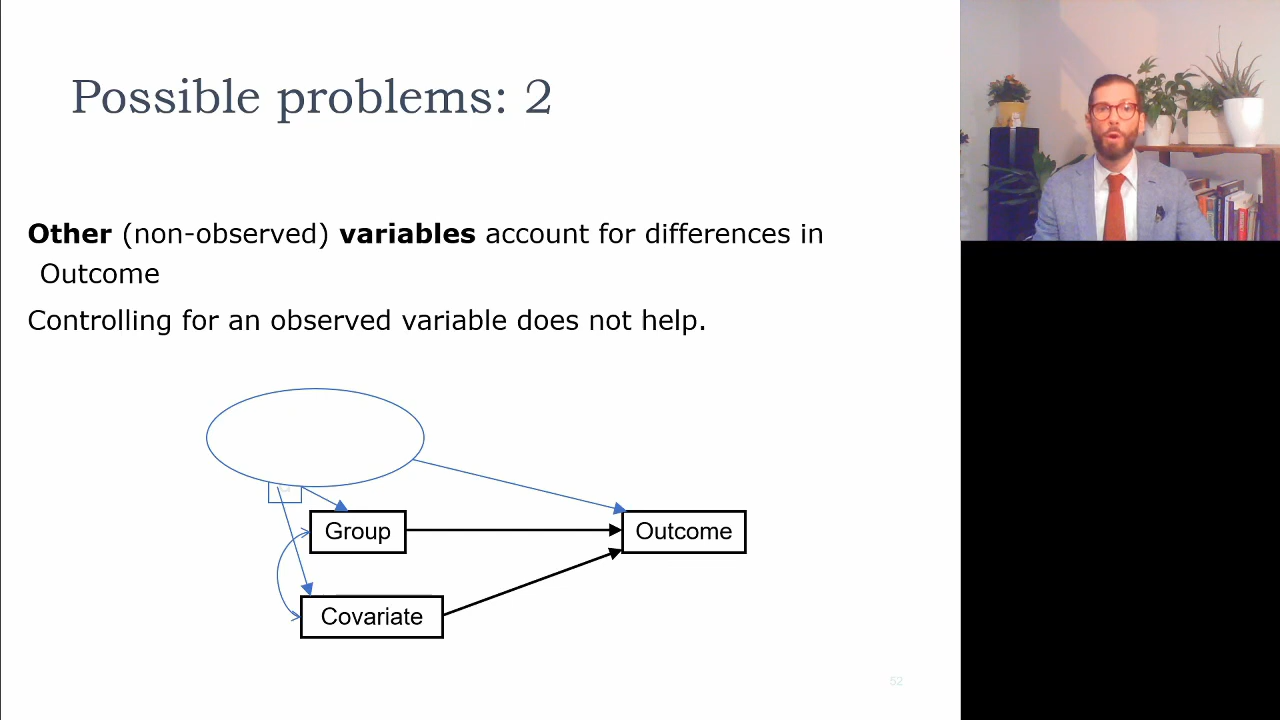 Possible problems: 2
Other (non-observed) variables account for differences in
Outcome
Controlling for an observed variable does not help.
Group
Outcome
Covariate
52